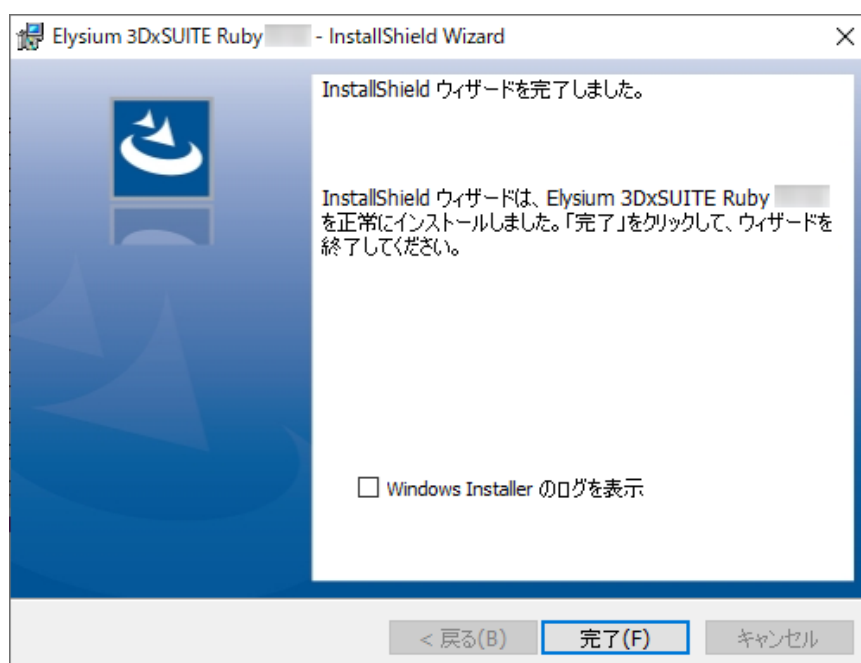 Elysium 3DxSUITE Ruby - InstallShield Wizard
InstallShield ウィザードを完了しました。
InstallShield ウィザードは、Elysium 3DxSUITE Ruby
を正常にインストールしました。「完了」をクリックして、ウィザードを
終了してください。
Windows Installer のログを表示
< 戻る(B)
完了(F)
キャンセル